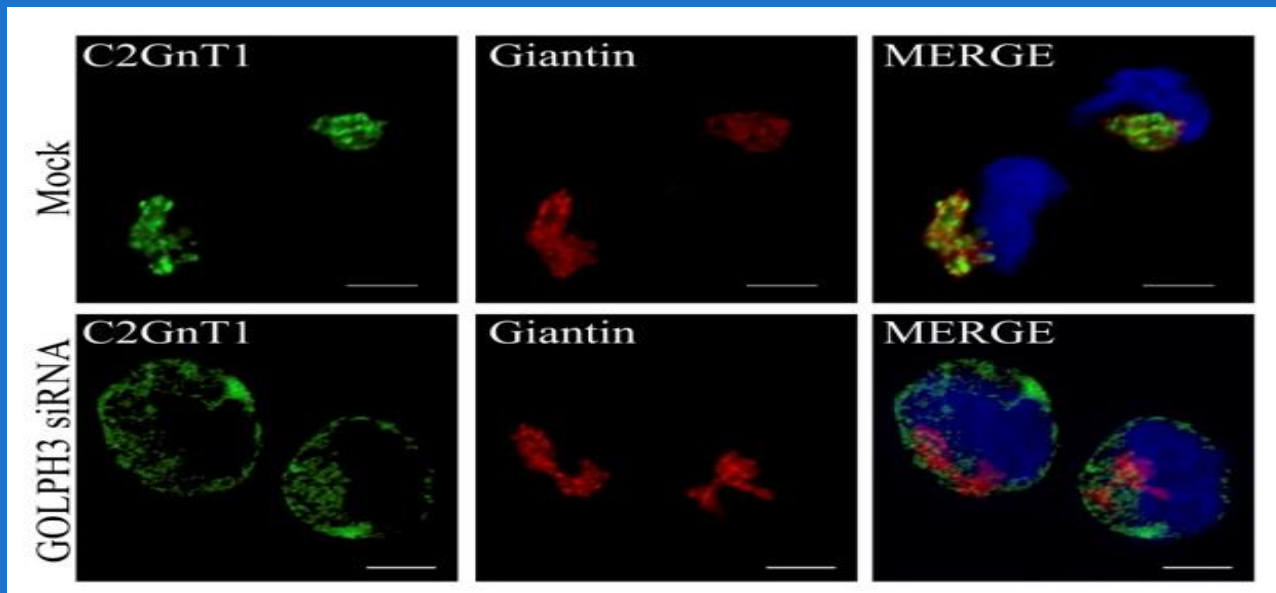 C2GnT1
Giantin
MERGE
Mock
C2GnT1
Giantin
MERGE
GOLPH3 siRNA